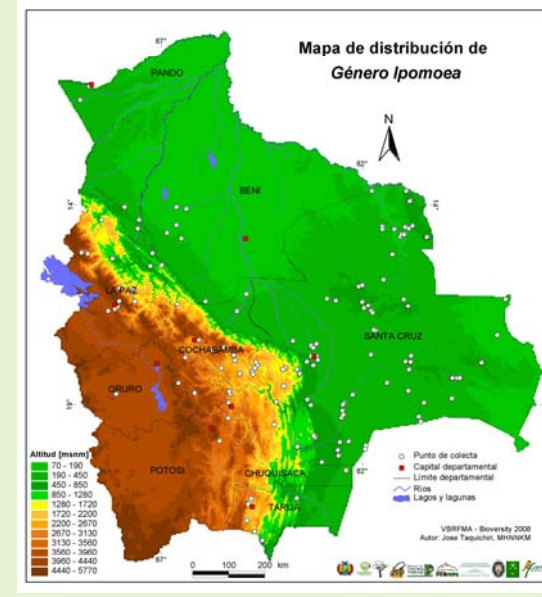 Mapa de distribución de
Género Ipomoea
67°
PANDO
N
62°
BENI
14°
14°
LA PAZ
SANTA CRUZ
COCHABAMBA
ORURO
19°
19°
POTOSI
CHUQUISACA
TARIJA
62°
67°
Altitud [msnm]
70 - 190
190 - 450
450 - 850
850 - 1280
1280 - 1720
1720 - 2200
2200 - 2670
2670 - 3130
3130 - 3560
3560 - 3960
3960 - 4440
4440 - 5770
Punto de colecta
Capital departamental
Límite departamental
Ríos
Lagos y lagunas
VBRFMA - Bioversity 2008
Autor: Jose Taquichiri, MHNNKM
100 0 200 km